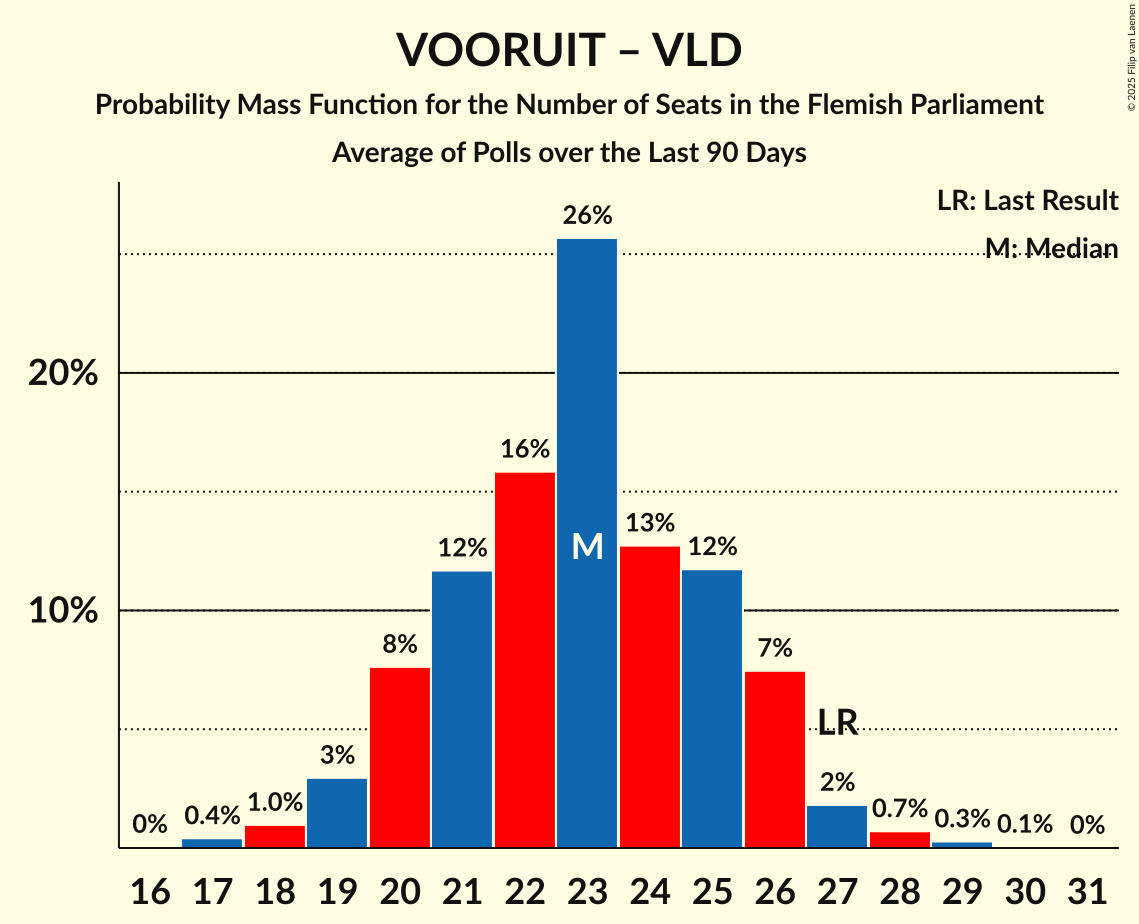 VOORUIT – VLD
Probability Mass Function for the Number of Seats in the Flemish Parliament
Average of Polls over the Last 90 Days
© 2025 Filip van Laenen
LR: Last Result
M: Median
26%
20%
16%
13%
12%
12%
M
10%
8%
7%
LR
3%
2%
0%
0.4%
1.0%
0.7%
0.3%
0.1%
0%
16 17 18 19 20 21 22 23 24 25 26 27 28 29 30 31